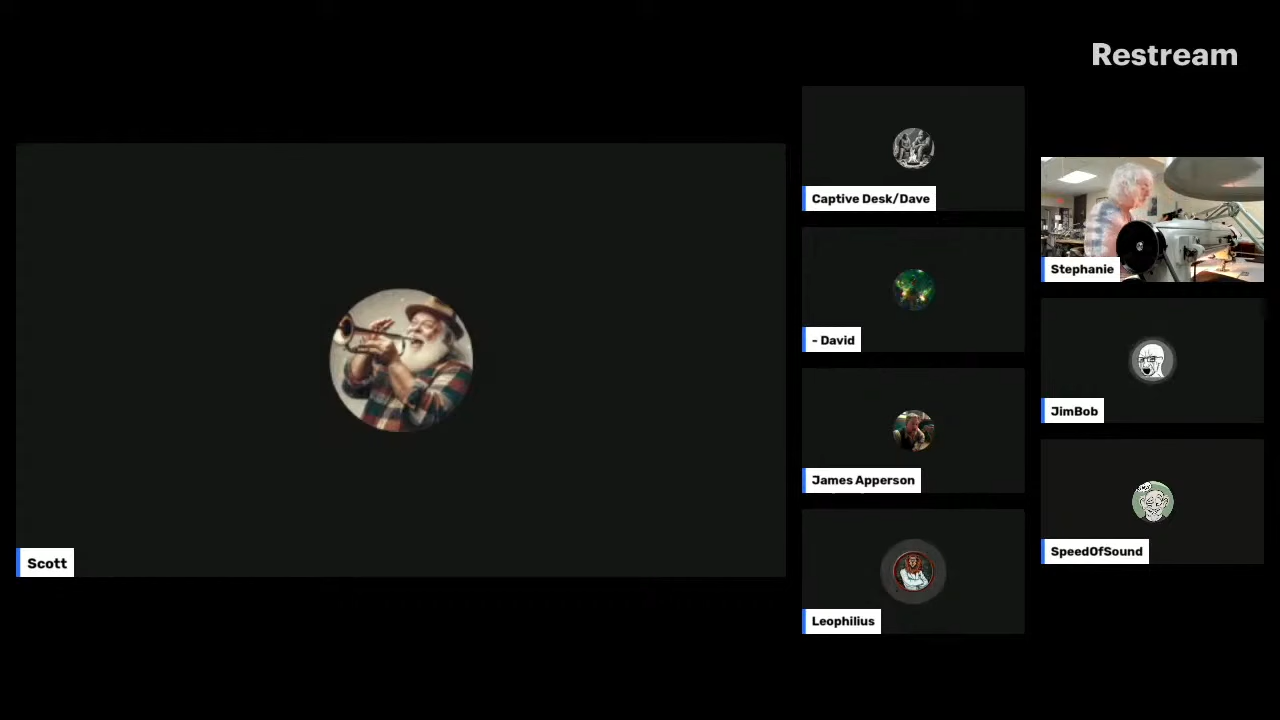 Restream
Captive Desk/Dave
Stephanie
- David
JimBob
James Apperson
SpeedOfSound
Scott
Leophilius